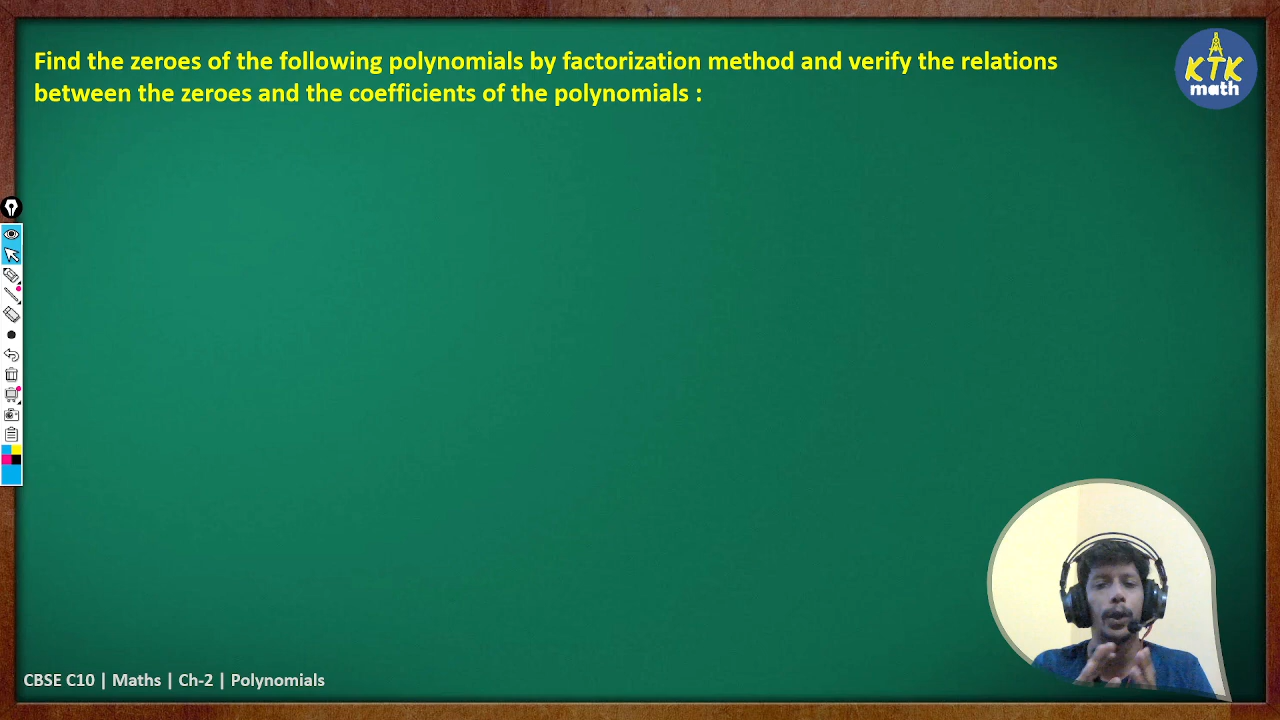 Find the zeroes of the following polynomials by factorization method and verify the relations
between the zeroes and the coefficients of the polynomials :
KTK
math
CBSE C10 | Maths | Ch-2 | Polynomials